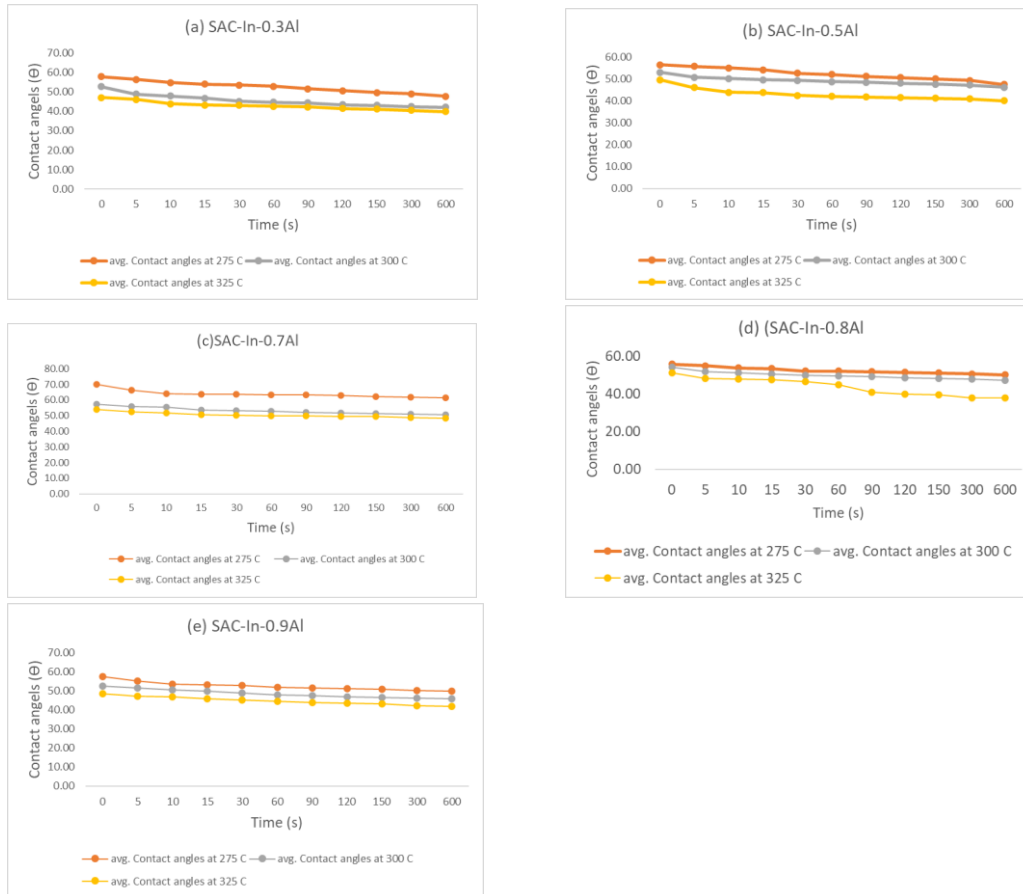 (a) SAC-In-0.3Al
70.00
60.00
50.00
40.00
30.00
20.00
10.00
0.00
Contact angels (Ɵ)
0 5 10 15 30 60 90 120 150 300 600
Time (s)
avg. Contact angles at 275 C
avg. Contact angles at 300 C
avg. Contact angles at 325 C
(b) SAC-In-0.5Al
60.00
50.00
40.00
30.00
20.00
10.00
0.00
Contact angels (Ɵ)
0 5 10 15 30 60 90 120 150 300 600
Time (s)
avg. Contact angles at 275 C
avg. Contact angles at 300 C
avg. Contact angles at 325 C
(c)SAC-In-0.7Al
80.00
70.00
60.00
50.00
40.00
30.00
20.00
10.00
0.00
Contact angels (Ɵ)
0 5 10 15 30 60 90 120 150 300 600
Time (s)
avg. Contact angles at 275 C
avg. Contact angles at 300 C
avg. Contact angles at 325 C
(d) (SAC-In-0.8Al
60.00
40.00
20.00
0.00
Contact angels (Ɵ)
0 5 10 15 30 60 90 120 150 300 600
Time (s)
avg. Contact angles at 275 C
avg. Contact angles at 300 C
avg. Contact angles at 325 C
(e) SAC-In-0.9Al
70.00
60.00
50.00
40.00
30.00
20.00
10.00
0.00
Contact angels (Ɵ)
0 5 10 15 30 60 90 120 150 300 600
Time (s)
avg. Contact angles at 275 C
avg. Contact angles at 300 C
avg. Contact angles at 325 C